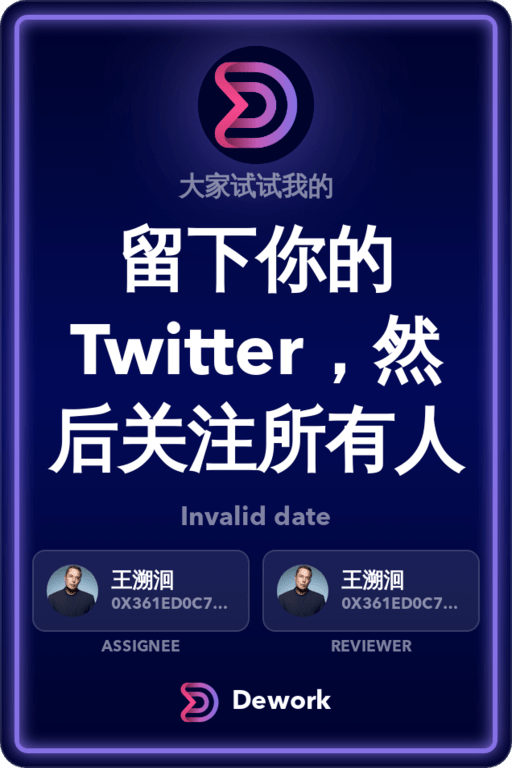 大家试试我的
留下你的
Twitter，然
后关注所有人
Invalid date
王溯洄
0X361ED0C7...
王溯洄
0X361ED0C7...
ASSIGNEE
REVIEWER
Dework